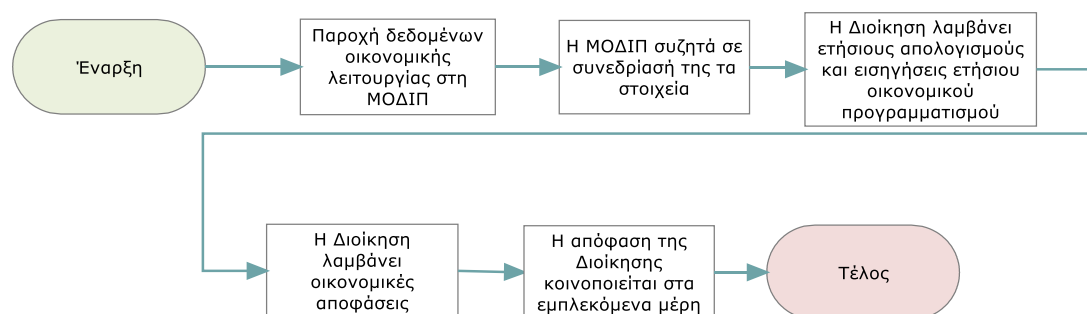 Έναρξη
Παροχή δεδομένων
οικονομικής
λειτουργίας στη
ΜΟΔΙΠ
Η ΜΟΔΙΠ συζητά σε
συνεδρίασή της τα
στοιχεία
Η Διοίκηση λαμβάνει
ετήσιους απολογισμούς
και εισηγήσεις ετήσιου
οικονομικού
προγραμματισμού
Η Διοίκηση
λαμβάνει
οικονομικές
αποφάσεις
Η απόφαση της
Διοίκησης
κοινοποιείται στα
εμπλεκόμενα μέρη
Τέλος